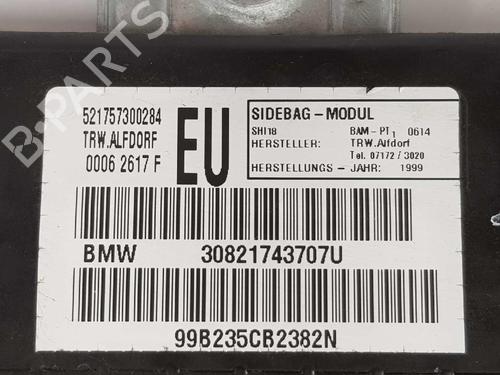 521757300284
TRW.ALFDORF
0006 2617 F
EU
SIDEBAG - MODUL
SHI18 BAM - PT1 0614
HERSTELLER: TRW.Alfdorf
Tel. 07172 / 3020
HERSTELLUNGS - JAHR: 1999
BMW 30821743707U
99B235CB2382N
B-PARTS